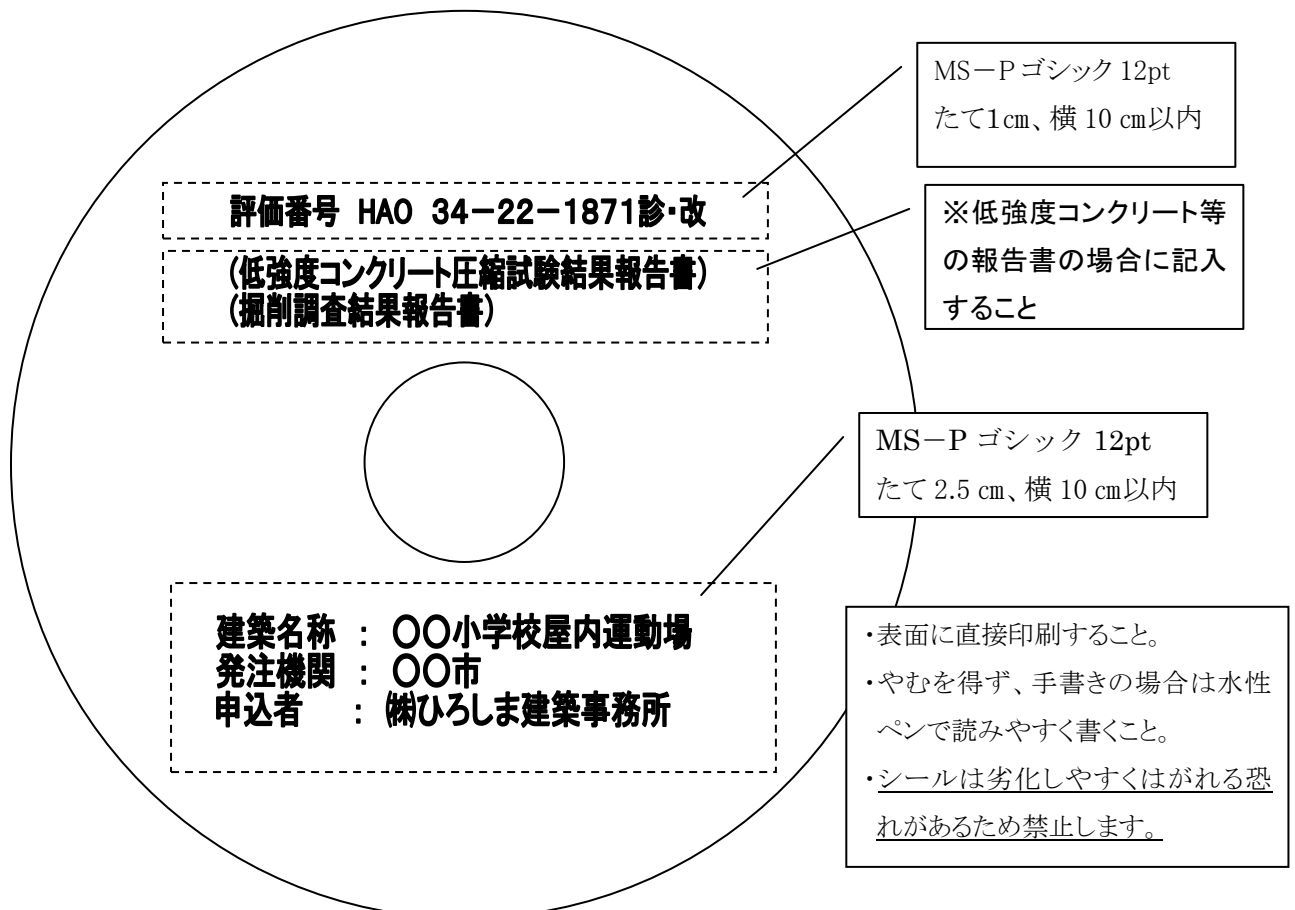 MS－Pゴシック 12pt
たて1㎝、横 10 ㎝以内
評価番号 HAO 34－22－1871診・改
※低強度コンクリート等
の報告書の場合に記入
すること
(低強度コンクリート圧縮試験結果報告書)
(掘削調査結果報告書)
MS－P ゴシック 12pt
たて 2.5 ㎝、横 10 ㎝以内
建築名称 ： 〇〇小学校屋内運動場
発注機関 ： 〇〇市
申込者 ： ㈱ひろしま建築事務所
・表面に直接印刷すること。
・やむを得ず、手書きの場合は水性
ペンで読みやすく書くこと。
・シールは劣化しやすくはがれる恐
れがあるため禁止します。